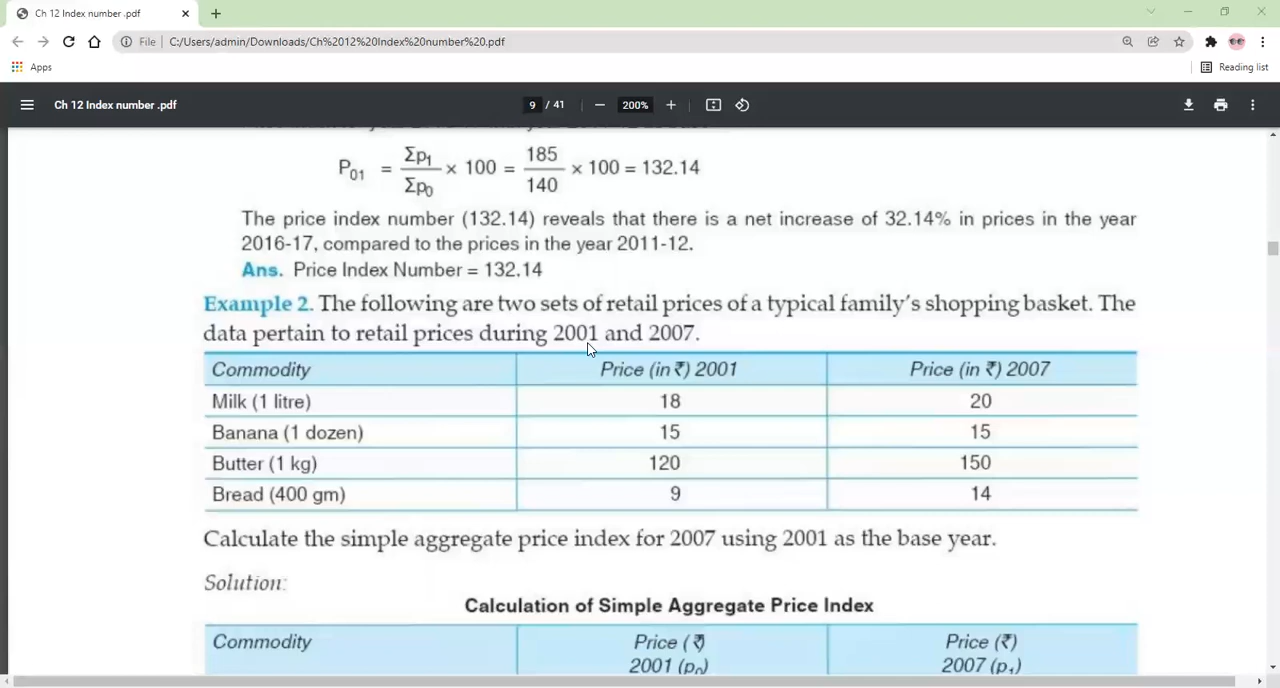 Ch 12 Index number .pdf
File | C:/Users/admin/Downloads/Ch%2012%20Index%20number%20.pdf
Apps
Reading list
Ch 12 Index number .pdf
9 / 41
200%
P01 = Σp1 / Σp0 × 100 = 185 / 140 × 100 = 132.14
The price index number (132.14) reveals that there is a net increase of 32.14% in prices in the year
2016-17, compared to the prices in the year 2011-12.
Ans. Price Index Number = 132.14
Example 2. The following are two sets of retail prices of a typical family's shopping basket. The
data pertain to retail prices during 2001 and 2007.
Commodity Price (in ₹) 2001 Price (in ₹) 2007
Milk (1 litre) 18 20
Banana (1 dozen) 15 15
Butter (1 kg) 120 150
Bread (400 gm) 9 14
Calculate the simple aggregate price index for 2007 using 2001 as the base year.
Solution:
Calculation of Simple Aggregate Price Index
Commodity Price (₹) Price (₹)
2001 (p0) 2007 (p1)